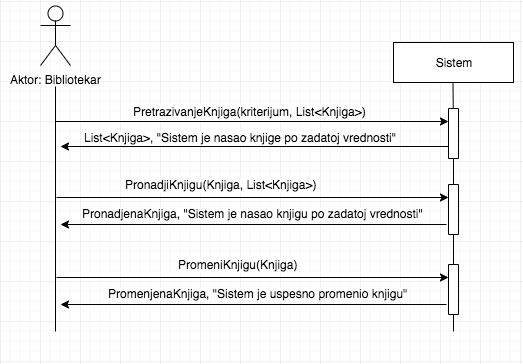 Aktor: Bibliotekar
Sistem
PretrazivanjeKnjiga(kriterijum, List<Knjiga>)
List<Knjiga>, "Sistem je nasao knjige po zadatoj vrednosti"
PronadjiKnjigu(Knjiga, List<Knjiga>)
PronadjenaKnjiga, "Sistem je nasao knjigu po zadatoj vrednosti"
PromeniKnjigu(Knjiga)
PromenjenaKnjiga, "Sistem je uspesno promenio knjigu"